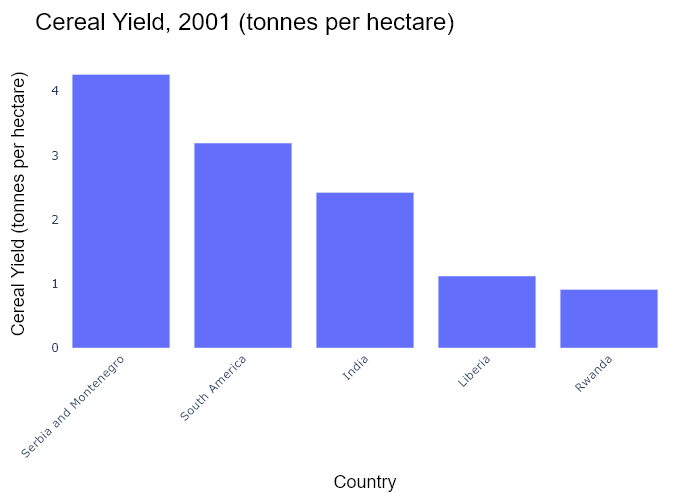 Cereal Yield, 2001 (tonnes per hectare)
Cereal Yield (tonnes per hectare)
4
3
2
1
0
Serbia and Montenegro
South America
India
Liberia
Rwanda
Country